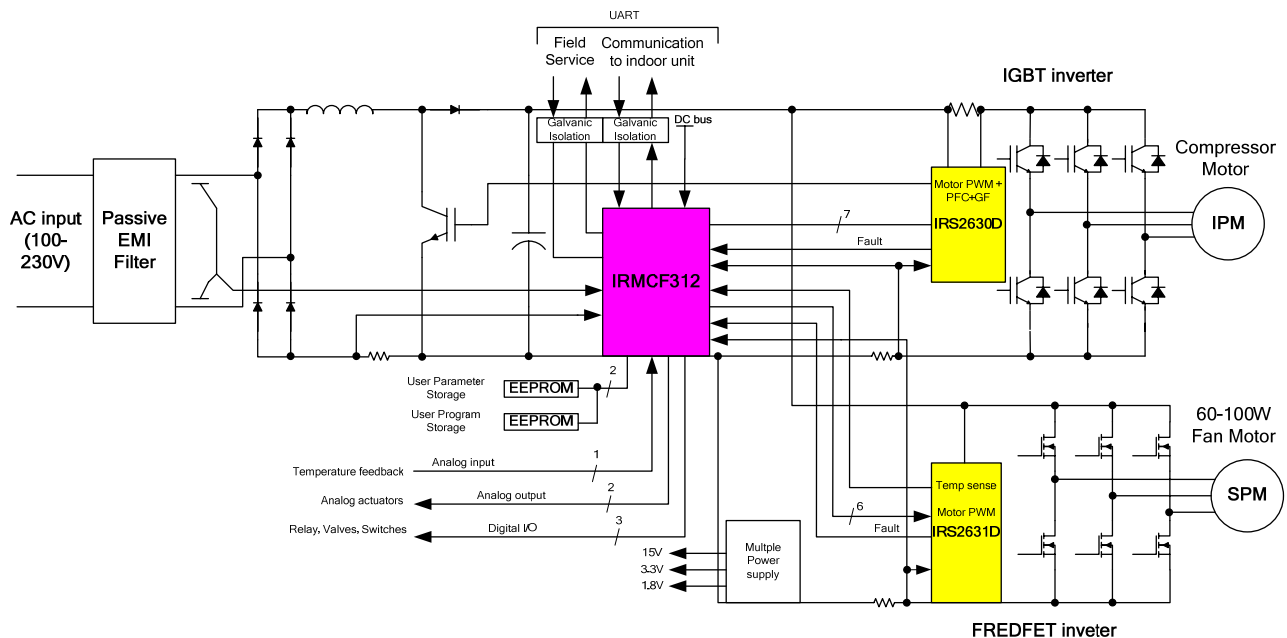 UART
Field
Service
Communication
to indoor unit
IGBT inverter
Galvanic
Isolation
Galvanic
Isolation
DC bus
Compressor
Motor
AC input
(100-
230V)
Passive
EMI
Filter
Motor PWM +
PFC+GF
IRS2630D
7
Fault
IPM
IRMCF312
User Parameter
Storage
EEPROM
2
User Program
Storage
EEPROM
60-100W
Fan Motor
Temperature feedback
Analog input
1
Analog actuators
Analog output
2
Relay, Valves, Switches
Digital I/O
3
Temp sense
6
Motor PWM
Fault
IRS2631D
SPM
15V
3.3V
1.8V
Multple
Power
supply
FREDFET inveter